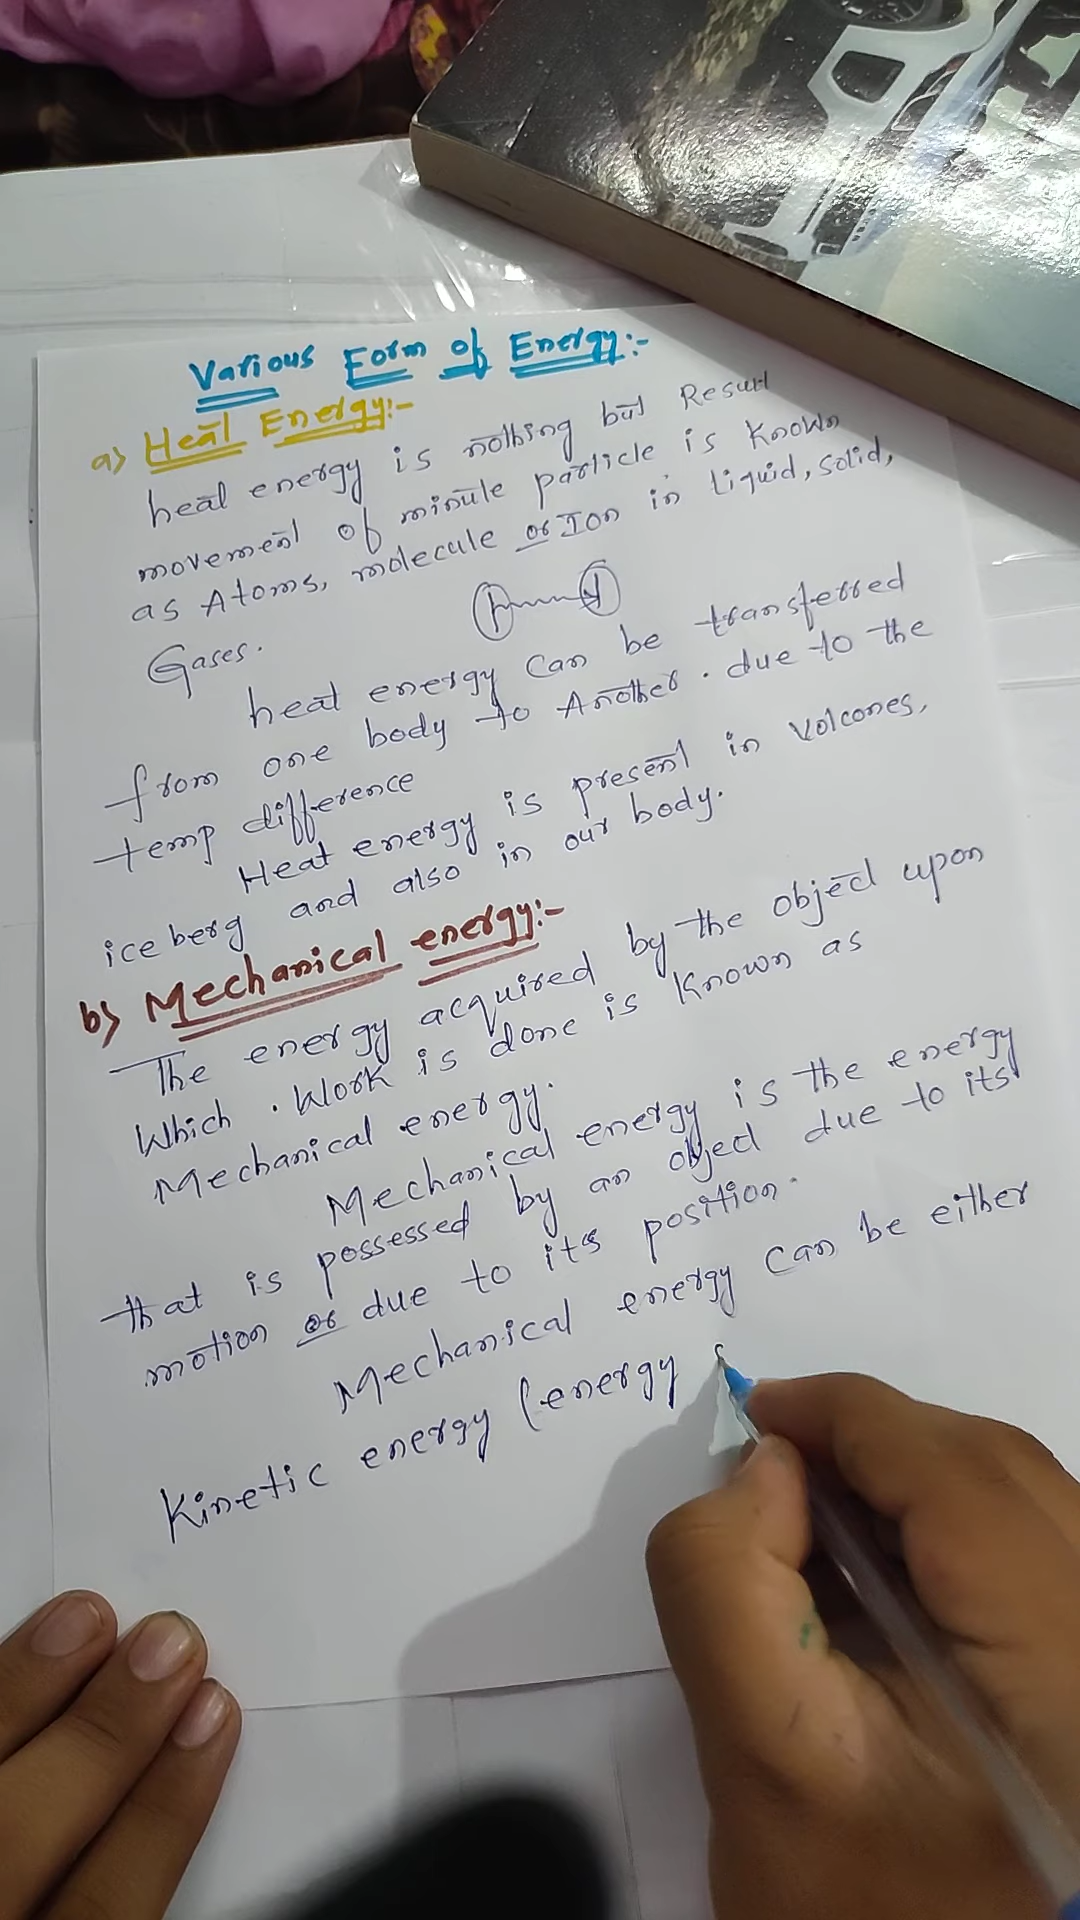 Various Form of Energy:-
a) Heat Energy:-
heat energy is nothing but Result
movement of minute particle is known
as Atoms, molecule or Ion in Liquid, solid,
Gases.
heat energy can be transferred
from one body to Another. due to the
temp difference
Heat energy is present in volcones,
ice berg and also in our body.
b) Mechanical energy:-
The energy acquired by the object upon
Which . Work is done is known as
Mechanical energy.
Mechanical energy is the energy
that is possessed by an object due to its
motion or due to its position.
Mechanical energy can be either
Kinetic energy (energy